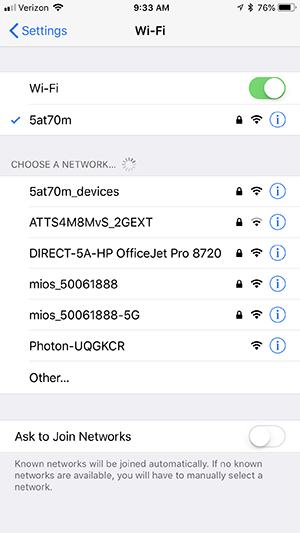 Verizon 9:33 AM 76%
Settings Wi-Fi
Wi-Fi
5at70m
CHOOSE A NETWORK...
5at70m_devices
ATTS4M8MvS_2GEXT
DIRECT-5A-HP OfficeJet Pro 8720
mios_50061888
mios_50061888-5G
Photon-UQGKCR
Other...
Ask to Join Networks
Known networks will be joined automatically. If no known
networks are available, you will have to manually select a
network.